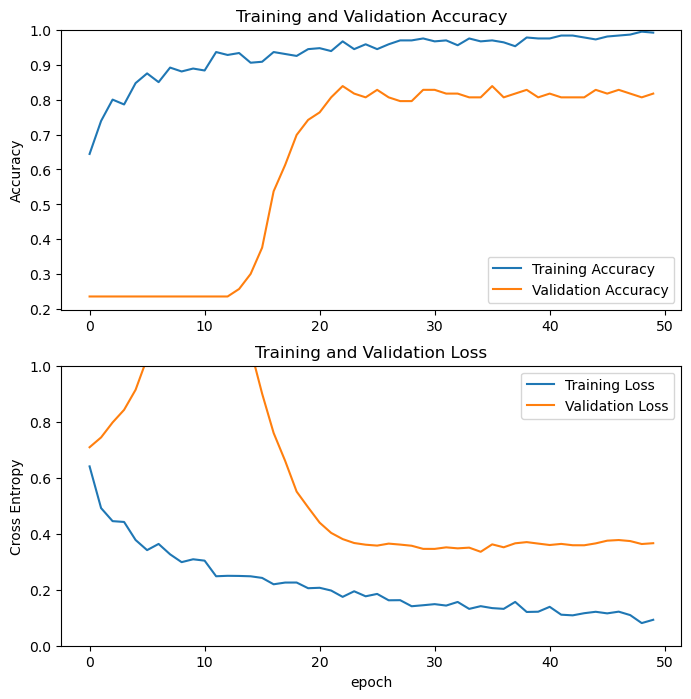 Training and Validation Accuracy
1.0
0.9
0.8
0.7
0.6
0.5
0.4
0.3
0.2
Accuracy
Training Accuracy
Validation Accuracy
0 10 20 30 40 50
Training and Validation Loss
1.0
0.8
0.6
0.4
0.2
0.0
Cross Entropy
Training Loss
Validation Loss
0 10 20 30 40 50
epoch